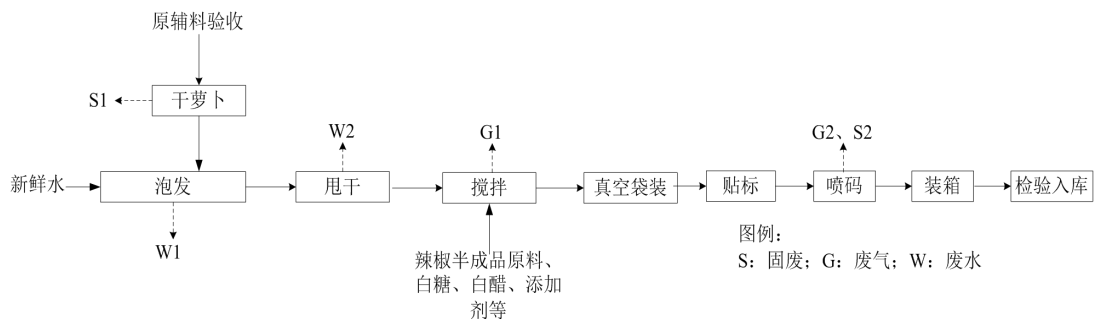 原辅料验收
S1
干萝卜
W2
G1
G2、S2
新鲜水
泡发
甩干
搅拌
真空袋装
贴标
喷码
装箱
检验入库
W1
辣椒半成品原料、
白糖、白醋、添加
剂等
图例：
S：固废；G：废气；W：废水